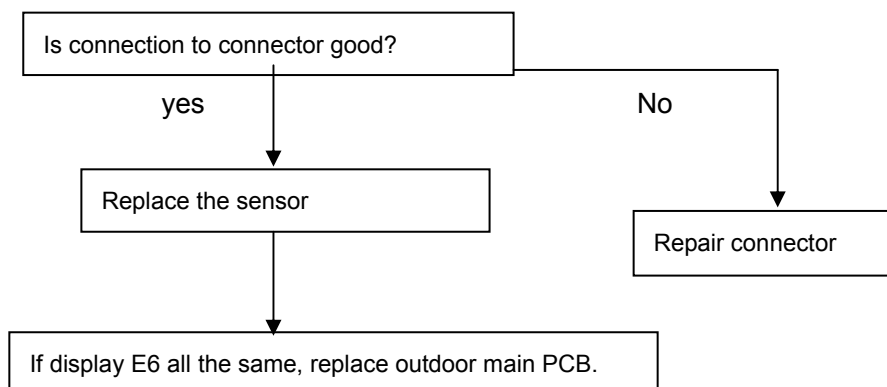 Is connection to connector good?
yes
No
Replace the sensor
Repair connector
If display E6 all the same, replace outdoor main PCB.